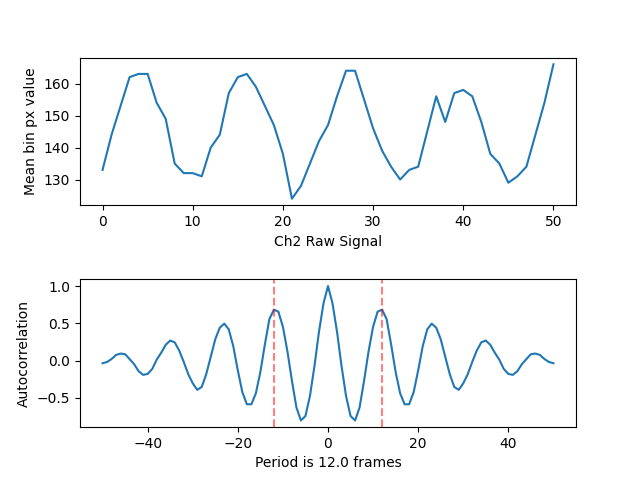 Mean bin px value
160
150
140
130
0 10 20 30 40 50
Ch2 Raw Signal
Autocorrelation
1.0
0.5
0.0
−0.5
−40 −20 0 20 40
Period is 12.0 frames